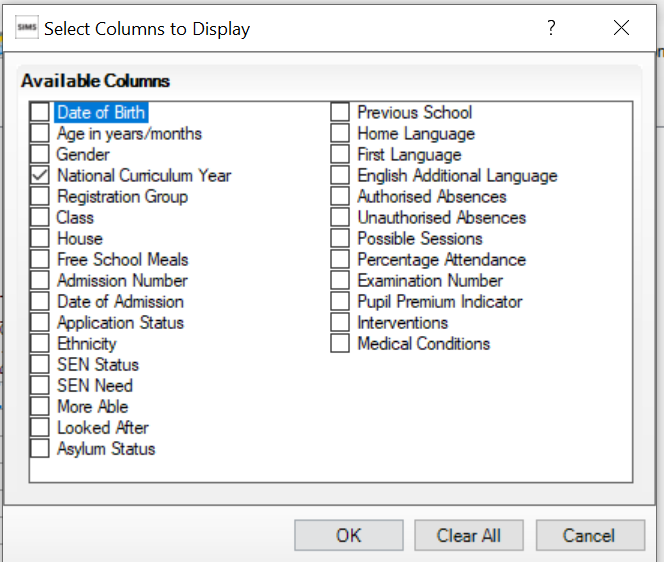 SIMS Select Columns to Display ?
Available Columns
Date of Birth
Age in years/months
Gender
National Curriculum Year
Registration Group
Class
House
Free School Meals
Admission Number
Date of Admission
Application Status
Ethnicity
SEN Status
SEN Need
More Able
Looked After
Asylum Status
Previous School
Home Language
First Language
English Additional Language
Authorised Absences
Unauthorised Absences
Possible Sessions
Percentage Attendance
Examination Number
Pupil Premium Indicator
Interventions
Medical Conditions
OK Clear All Cancel